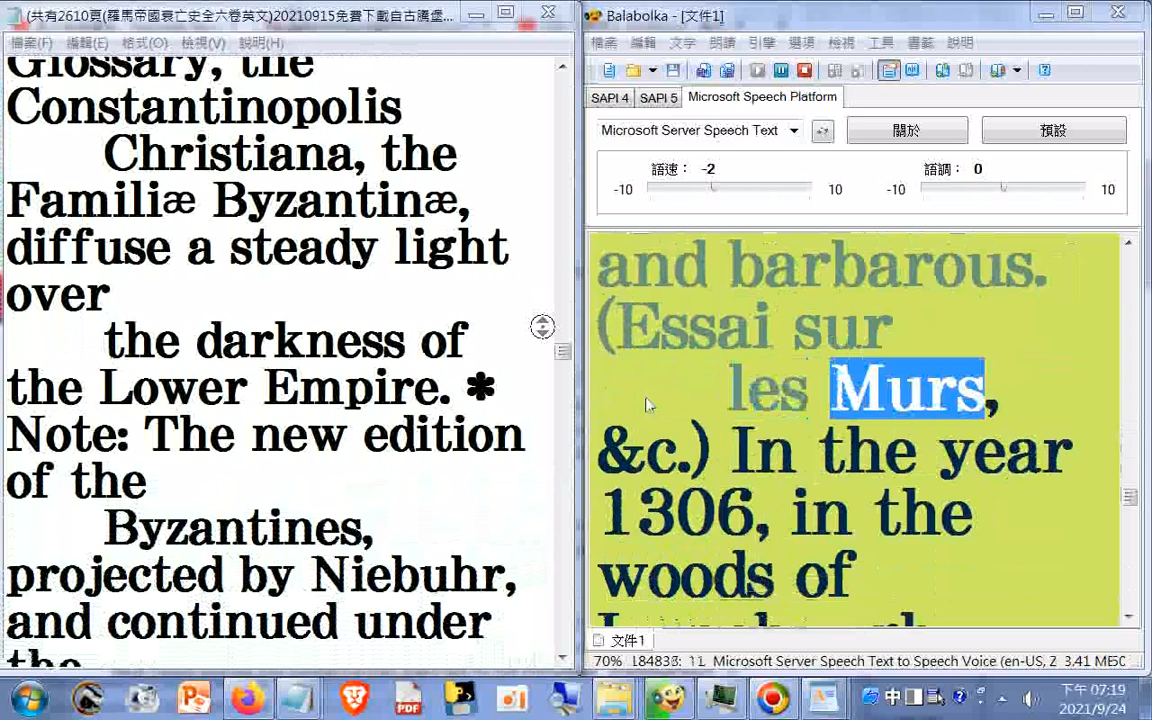 (共有2610頁(羅馬帝國衰亡史全六卷英文)20210915免費下載自古騰堡...
檔案(F) 編輯(E) 格式(O) 檢視(V) 說明(H)
Glossary, the
Constantinopolis
Christiana, the
Familiæ Byzantinæ,
diffuse a steady light
over
the darkness of
the Lower Empire. *
Note: The new edition
of the
Byzantines,
projected by Niebuhr,
and continued under
the
Balabolka - [文件1]
檔案 編輯 文字 朗讀 引擎 選項 檢視 工具 書籤 說明
SAPI 4 SAPI 5 Microsoft Speech Platform
Microsoft Server Speech Text 關於 預設
語速: -2 語調: 0
-10 10 -10 10
and barbarous.
(Essai sur
les Murs,
&c.) In the year
1306, in the
woods of
文件1
70% 184833: 11 Microsoft Server Speech Text to Speech Voice (en-US, Z 3.41 ME50
中 下午 07:19
2021/9/24